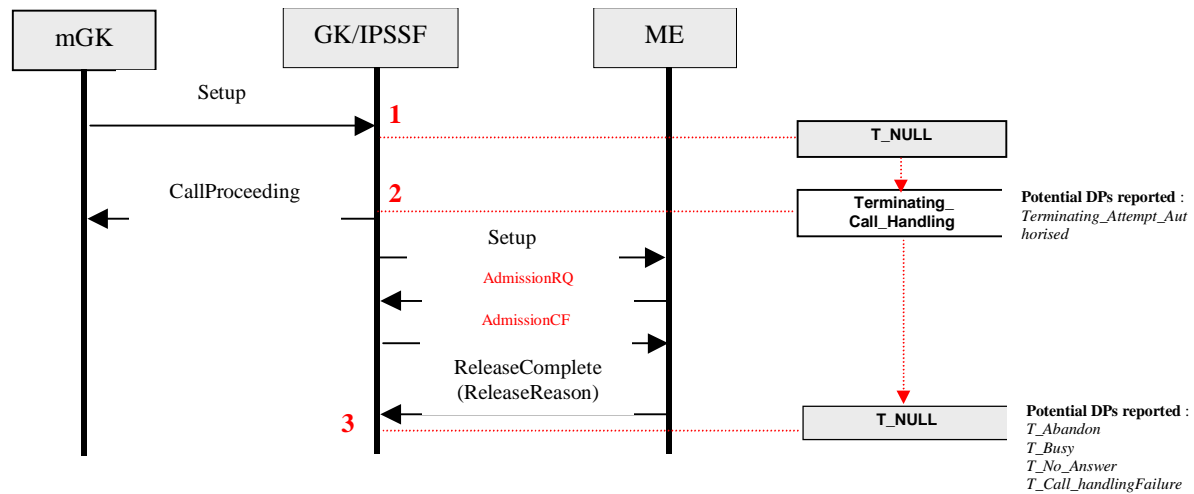 mGK
GK/IPSSF
ME
Setup
1
T_NULL
CallProceeding
2
Terminating_
Call_Handling
Potential DPs reported :
Terminating_Attempt_Aut
horised
Setup
AdmissionRQ
AdmissionCF
ReleaseComplete
(ReleaseReason)
3
T_NULL
Potential DPs reported :
T_Abandon
T_Busy
T_No_Answer
T_Call_handlingFailure